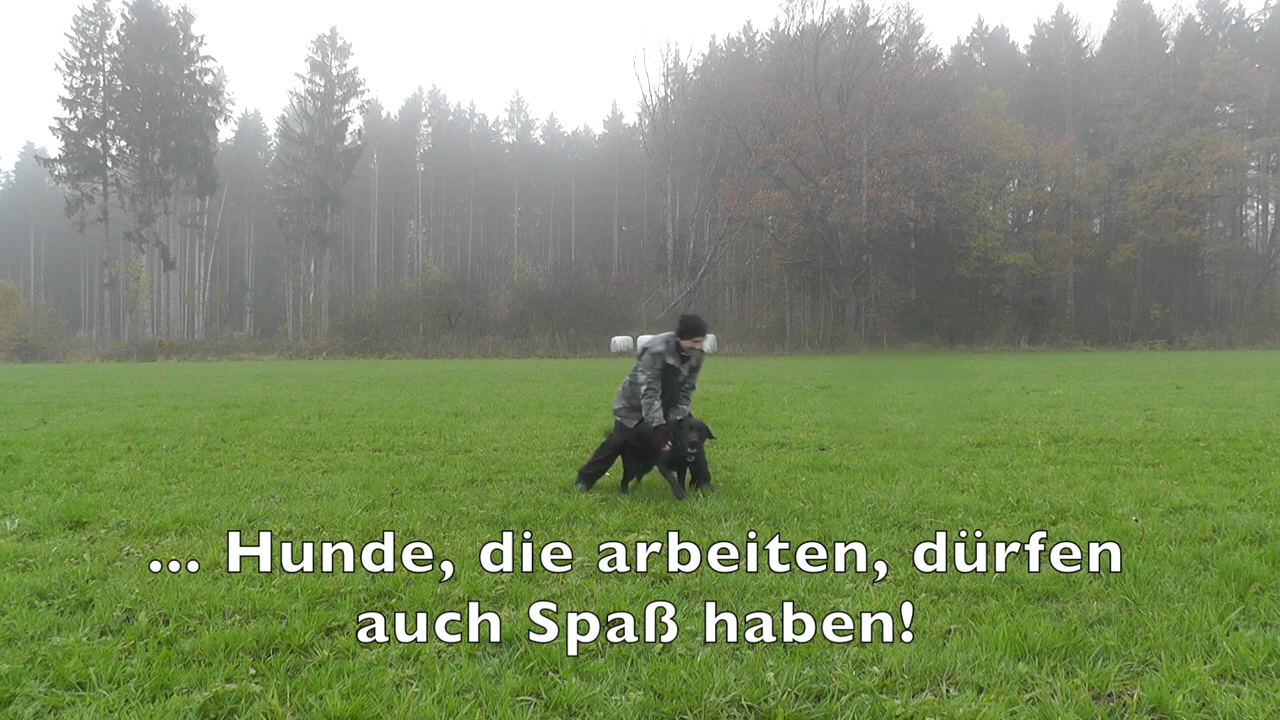 ... Hunde, die arbeiten, dürfen
auch Spaß haben!